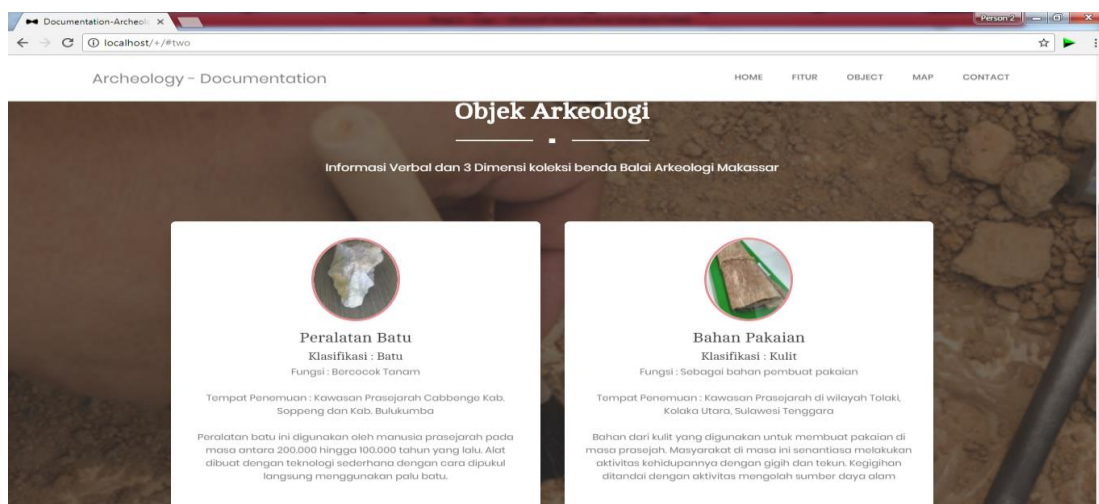 Documentation-Archeol
Person 2
localhost/+/#two
Archeology - Documentation
HOME FITUR OBJECT MAP CONTACT
Objek Arkeologi
Informasi Verbal dan 3 Dimensi koleksi benda Balai Arkeologi Makassar
Peralatan Batu
Klasifikasi : Batu
Fungsi : Bercocok Tanam
Tempat Penemuan : Kawasan Prasejarah Cabbenge Kab.
Soppeng dan Kab. Bulukumba
Peralatan batu ini digunakan oleh manusia prasejarah pada
masa antara 200.000 hingga 100.000 tahun yang lalu. Alat
dibuat dengan teknologi sederhana dengan cara dipukul
langsung menggunakan palu batu.
Bahan Pakaian
Klasifikasi : Kulit
Fungsi : Sebagai bahan pembuat pakaian
Tempat Penemuan : Kawasan Prasejarah di wilayah Tolaki,
Kolaka Utara, Sulawesi Tenggara
Bahan dari kulit yang digunakan untuk membuat pakaian di
masa prasejah. Masyarakat di masa ini senantiasa melakukan
aktivitas kehidupannya dengan gigih dan tekun. Kegigihan
ditandai dengan aktivitas mengolah sumber daya alam